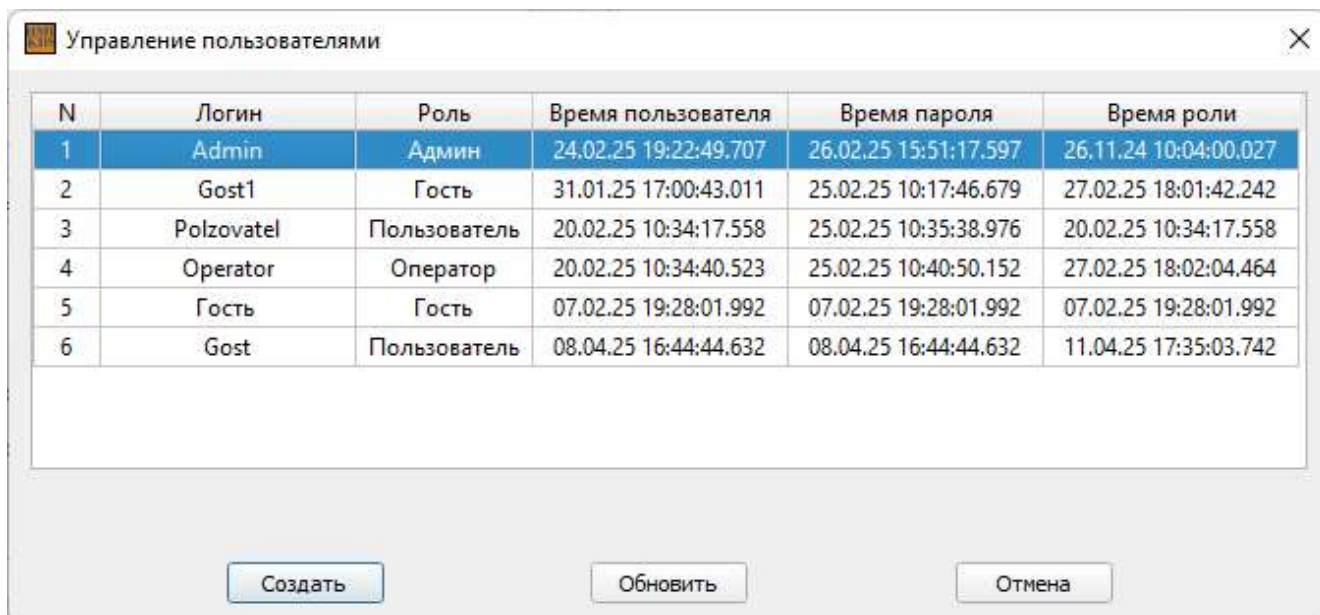 Управление пользователями
N Логин Роль Время пользователя Время пароля Время роли
1 Admin Админ 24.02.25 19:22:49.707 26.02.25 15:51:17.597 26.11.24 10:04:00.027
2 Gost1 Гость 31.01.25 17:00:43.011 25.02.25 10:17:46.679 27.02.25 18:01:42.242
3 Polzovatel Пользователь 20.02.25 10:34:17.558 25.02.25 10:35:38.976 20.02.25 10:34:17.558
4 Operator Оператор 20.02.25 10:34:40.523 25.02.25 10:40:50.152 27.02.25 18:02:04.464
5 Гость Гость 07.02.25 19:28:01.992 07.02.25 19:28:01.992 07.02.25 19:28:01.992
6 Gost Пользователь 08.04.25 16:44:44.632 08.04.25 16:44:44.632 11.04.25 17:35:03.742
Создать Обновить Отмена